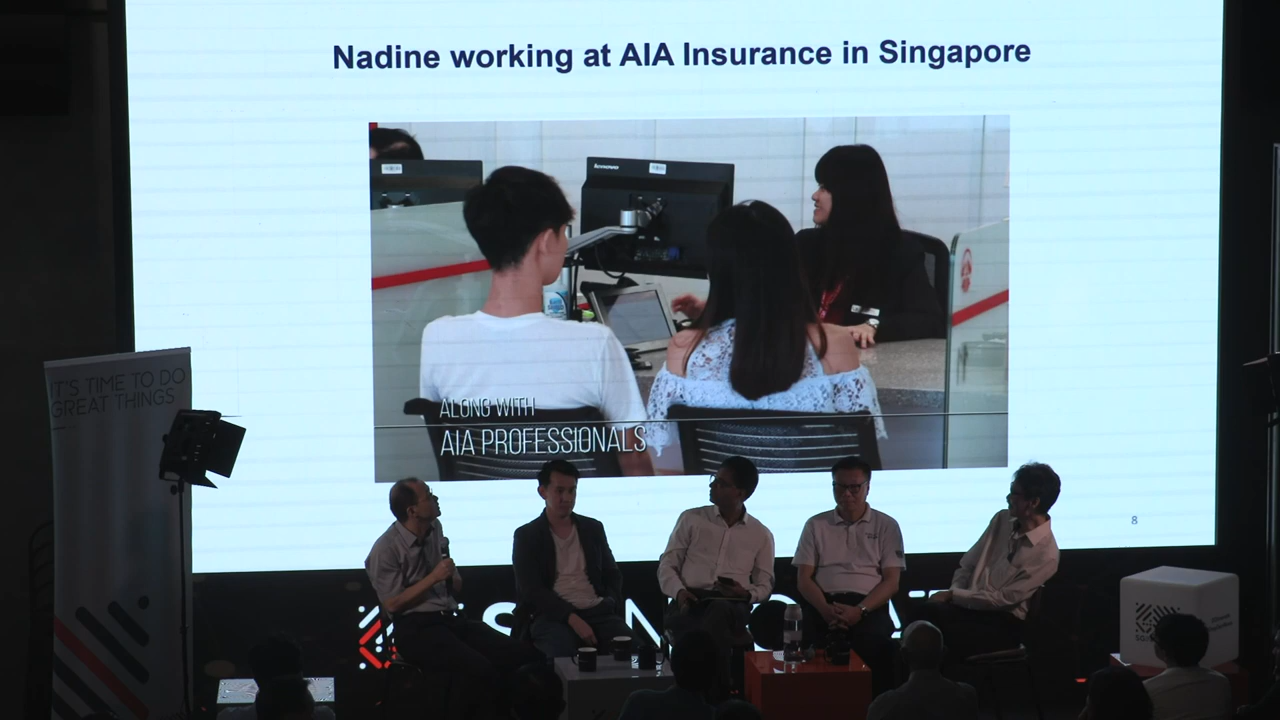 Nadine working at AIA Insurance in Singapore
lenovo
ALONG WITH
AIA PROFESSIONALS
8
IT'S TIME TO DO
GREAT THINGS